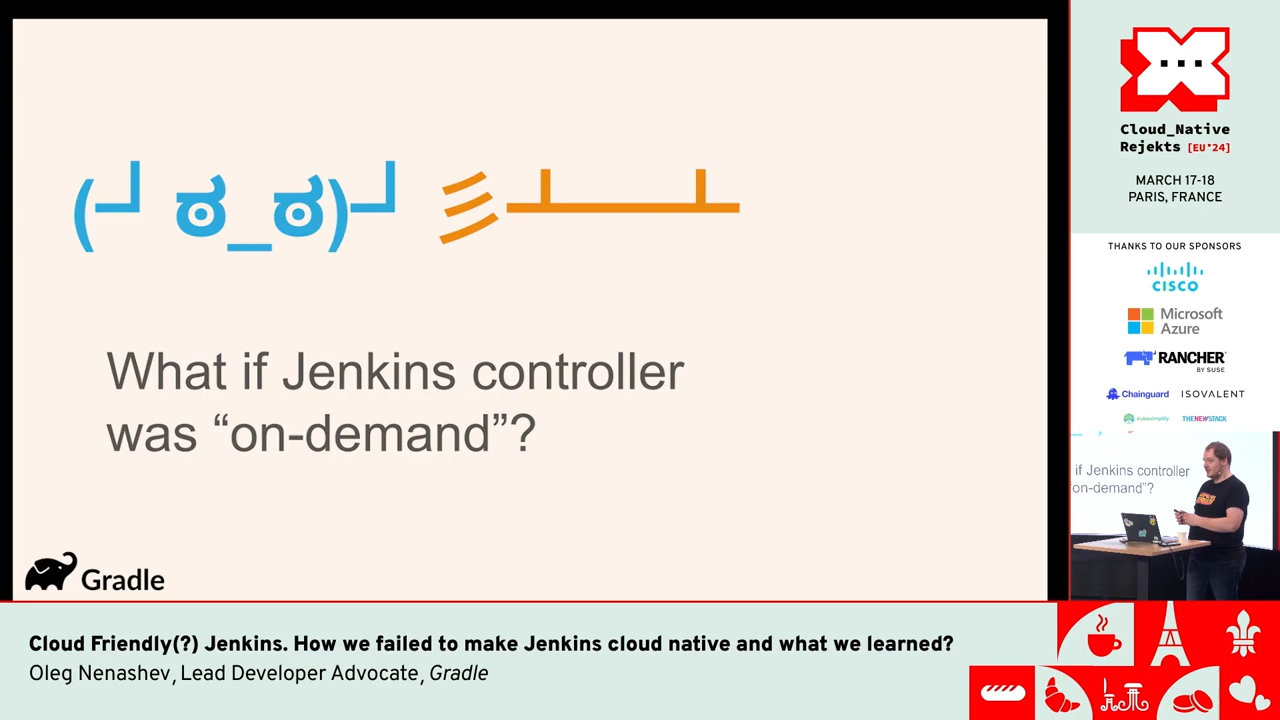 (┘ಠ_ಠ)┘彡┻━┻
What if Jenkins controller
was “on-demand”?
Gradle
Cloud_Native
Rejekts [EU'24]
MARCH 17-18
PARIS, FRANCE
THANKS TO OUR SPONSORS
CISCO
Microsoft
Azure
RANCHER
BY SUSE
Chainguard
ISOVALENT
kubesimplify
THENEWSTACK
if Jenkins controller
on-demand”?
Cloud Friendly(?) Jenkins. How we failed to make Jenkins cloud native and what we learned?
Oleg Nenashev, Lead Developer Advocate, Gradle